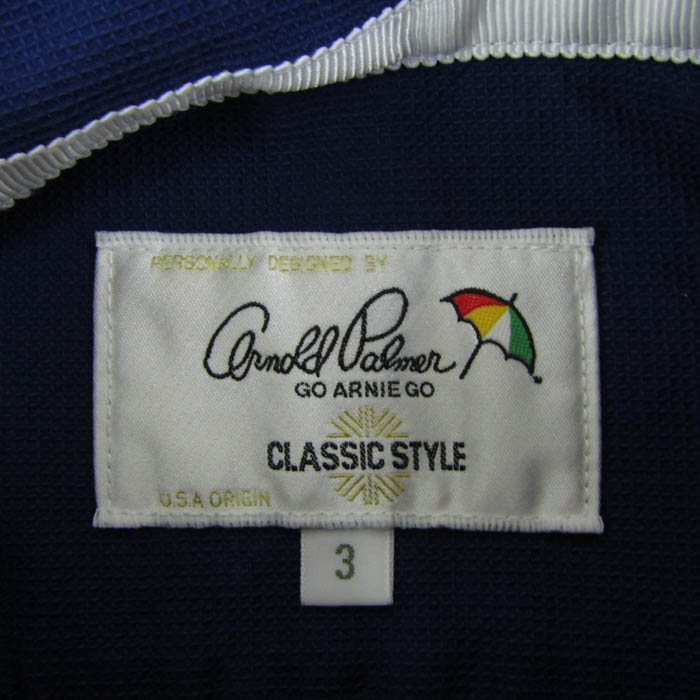 PERSONALLY DESIGNED BY
Arnold Palmer
GO ARNIE GO
CLASSIC STYLE
U.S.A ORIGIN
3